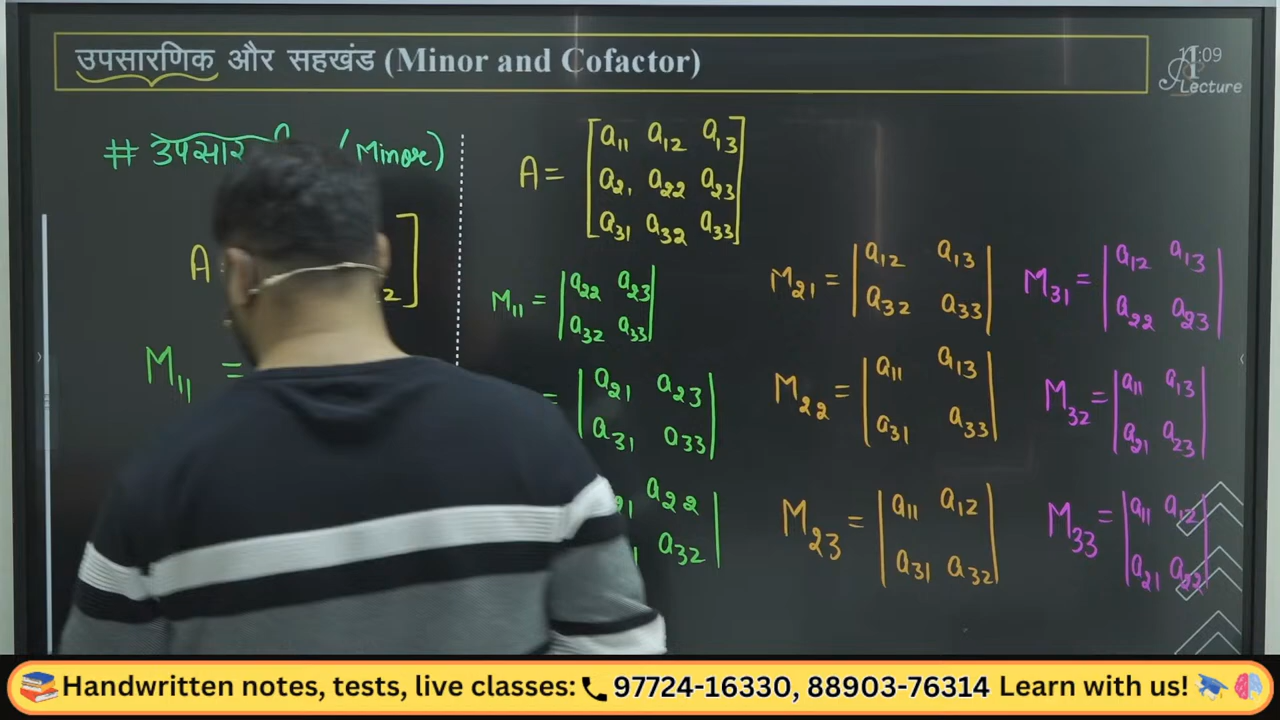 उपसारणिक और सहखंड (Minor and Cofactor)
11:09
Lecture
# (Minor)
A
M11 =
A = [a11 a12 a13
a21 a22 a23
a31 a32 a33]
M11 = |a22 a23
a32 a33|
= |a21 a23
a31 a33|
a22
a32|
M21 = |a12 a13
a32 a33|
M22 = |a11 a13
a31 a33|
M23 = |a11 a12
a31 a32|
M31 = |a12 a13
a22 a23|
M32 = |a11 a13
a21 a23|
M33 = |a11 a12
a21 a22|
Handwritten notes, tests, live classes: 97724-16330, 88903-76314 Learn with us!